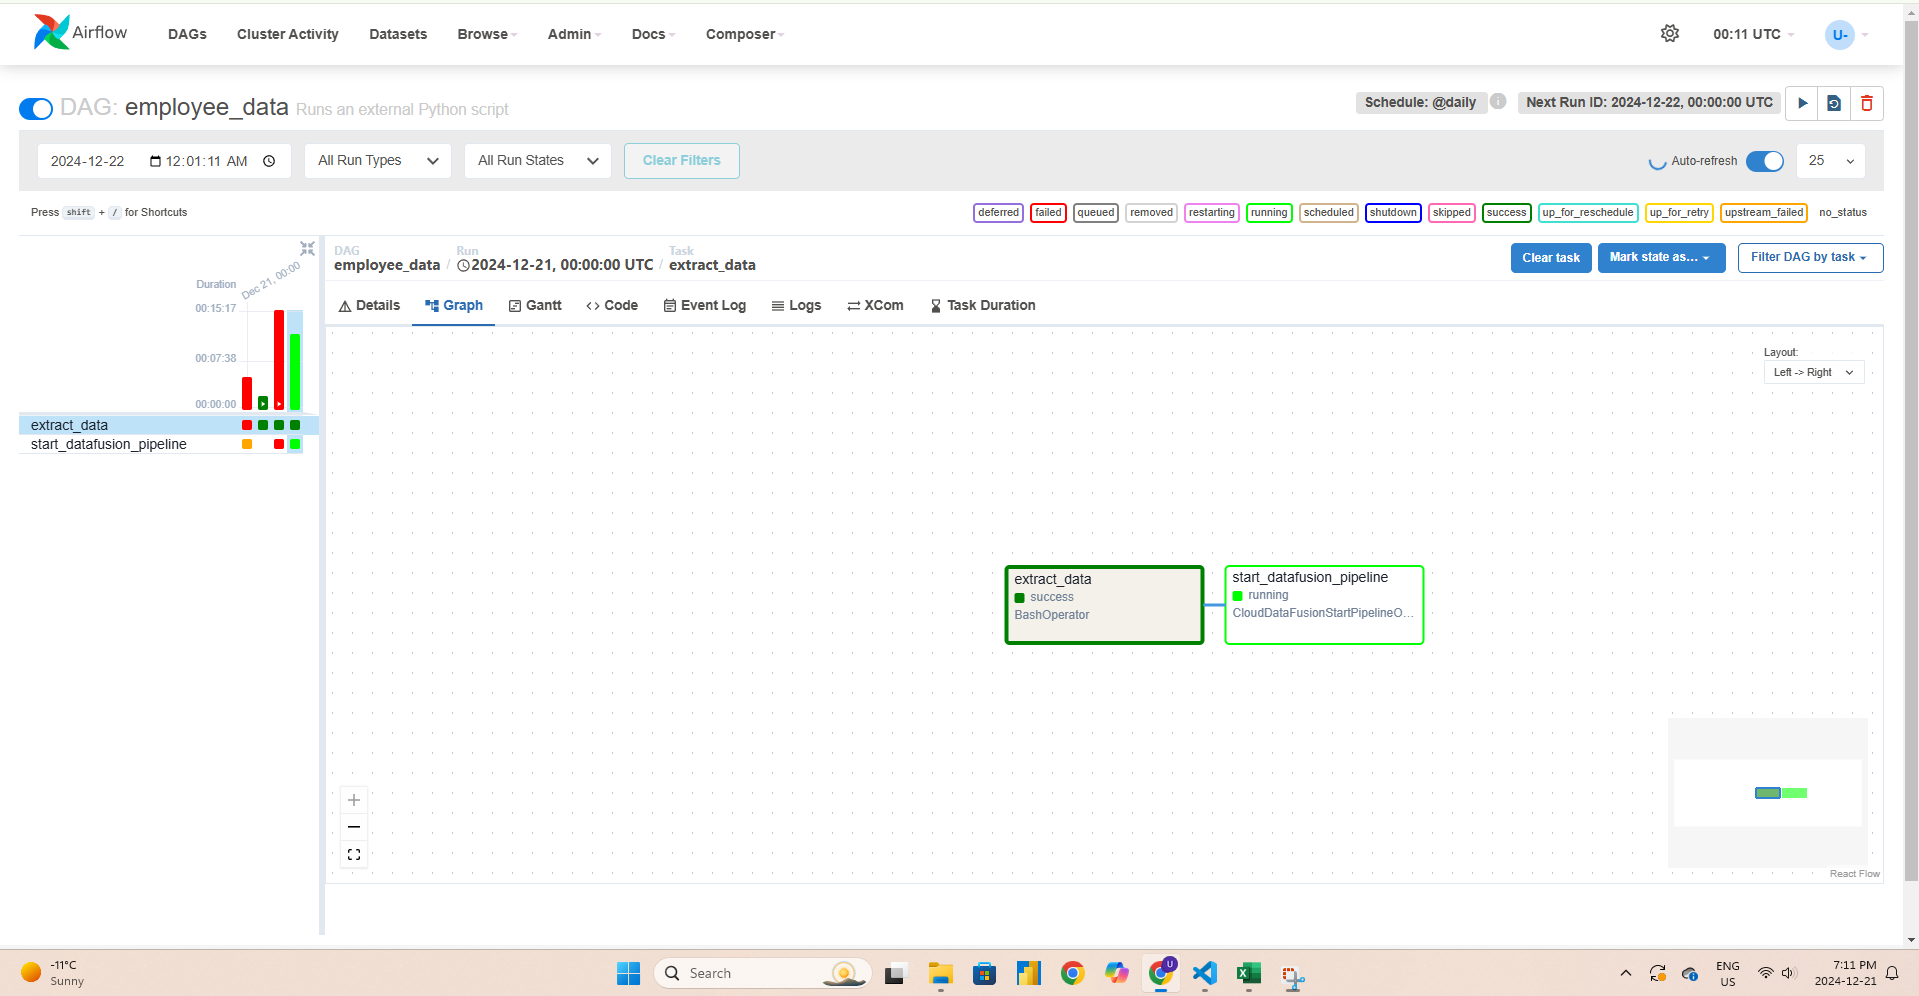 Airflow
DAGs Cluster Activity Datasets Browse Admin Docs Composer 00:11 UTC U-
DAG: employee_data Runs an external Python script
Schedule: @daily i Next Run ID: 2024-12-22, 00:00:00 UTC
2024-12-22 12:01:11 AM All Run Types All Run States Clear Filters Auto-refresh 25
Press shift + / for Shortcuts
deferred failed queued removed restarting running scheduled shutdown skipped success up_for_reschedule up_for_retry upstream_failed no_status
DAG Run Task
employee_data / 2024-12-21, 00:00:00 UTC / extract_data
Clear task Mark state as... Filter DAG by task
Details Graph Gantt Code Event Log Logs XCom Task Duration
Dec 21, 00:00
Duration
00:15:17
00:07:38
00:00:00
extract_data
start_datafusion_pipeline
Layout:
Left -> Right
extract_data
success
BashOperator
start_datafusion_pipeline
running
CloudDataFusionStartPipelineO...
React Flow
-11°C
Sunny
Search
U
ENG
US
7:11 PM
2024-12-21